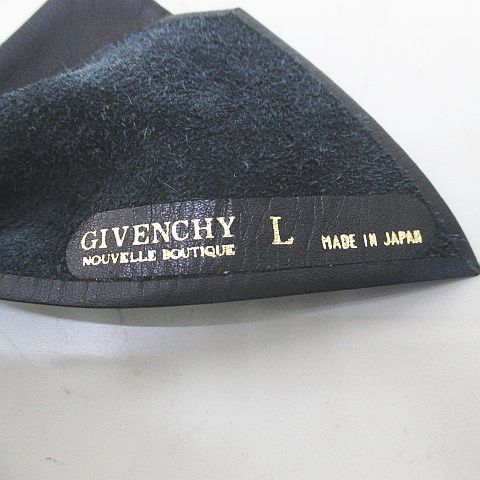 GIVENCHY L MADE IN JAPAN
NOUVELLE BOUTIQUE